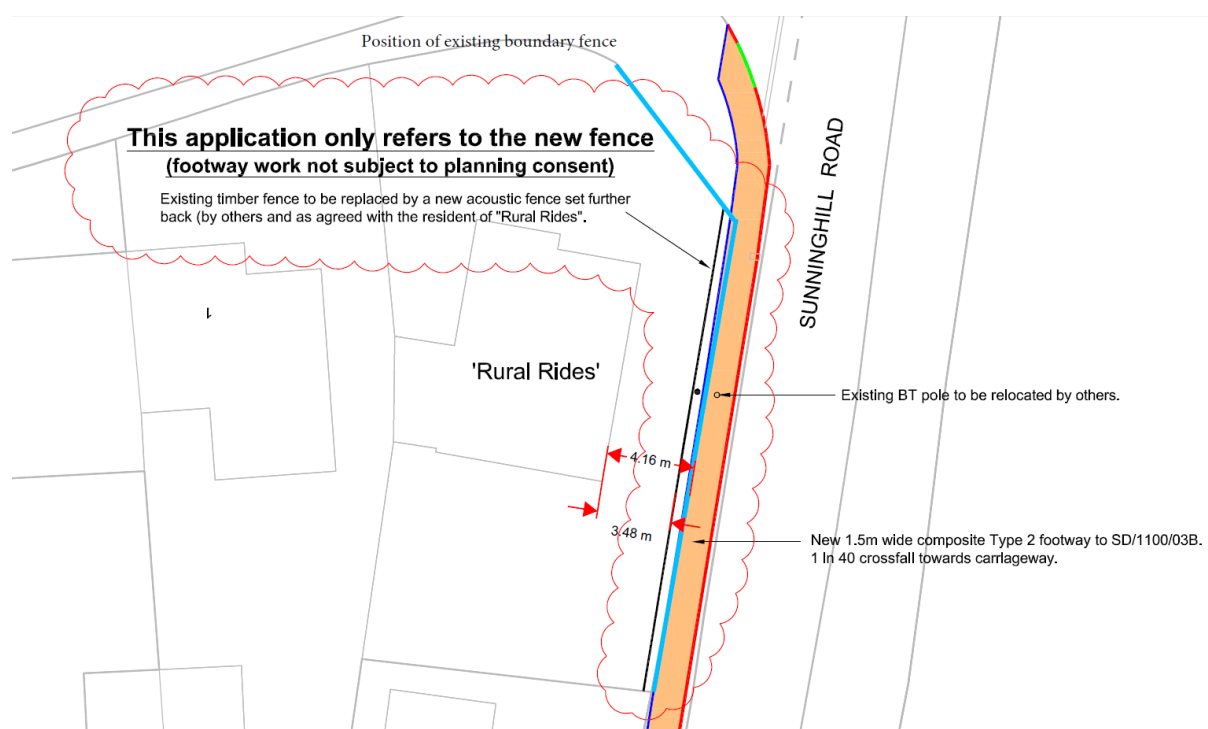 Position of existing boundary fence
This application only refers to the new fence
(footway work not subject to planning consent)
Existing timber fence to be replaced by a new acoustic fence set further
back (by others and as agreed with the resident of "Rural Rides".
SUNNINGHILL ROAD
1
'Rural Rides'
Existing BT pole to be relocated by others.
4.16 m
3.48 m
New 1.5m wide composite Type 2 footway to SD/1100/03B.
1 in 40 crossfall towards carriageway.